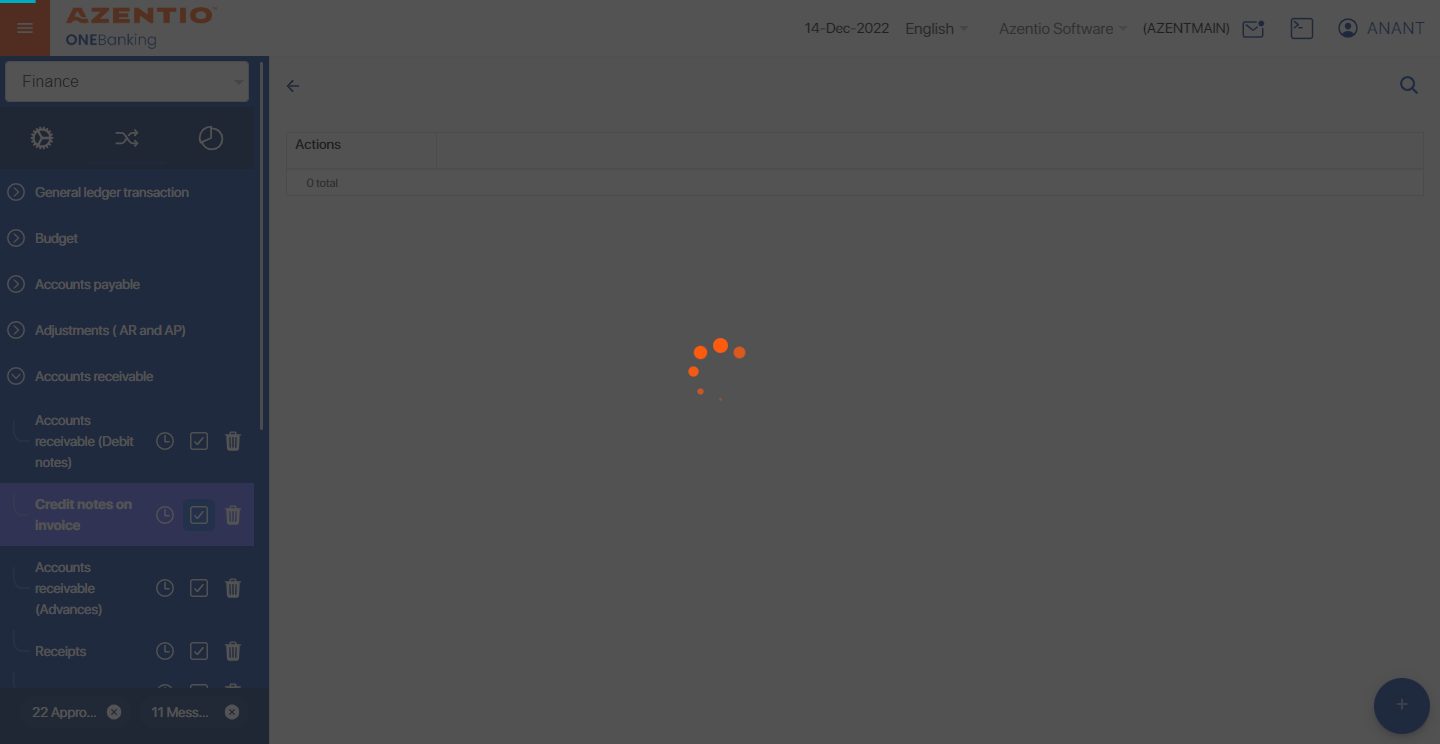 AZENTIO
ONEBanking
14-Dec-2022
English
Azentio Software
(AZENTMAIN)
ANANT
Finance
General ledger transaction
Budget
Accounts payable
Adjustments ( AR and AP)
Accounts receivable
Accounts
receivable (Debit
notes)
Credit notes on
invoice
Accounts
receivable
(Advances)
Receipts
22 Appro...
11 Mess...
Actions
0 total